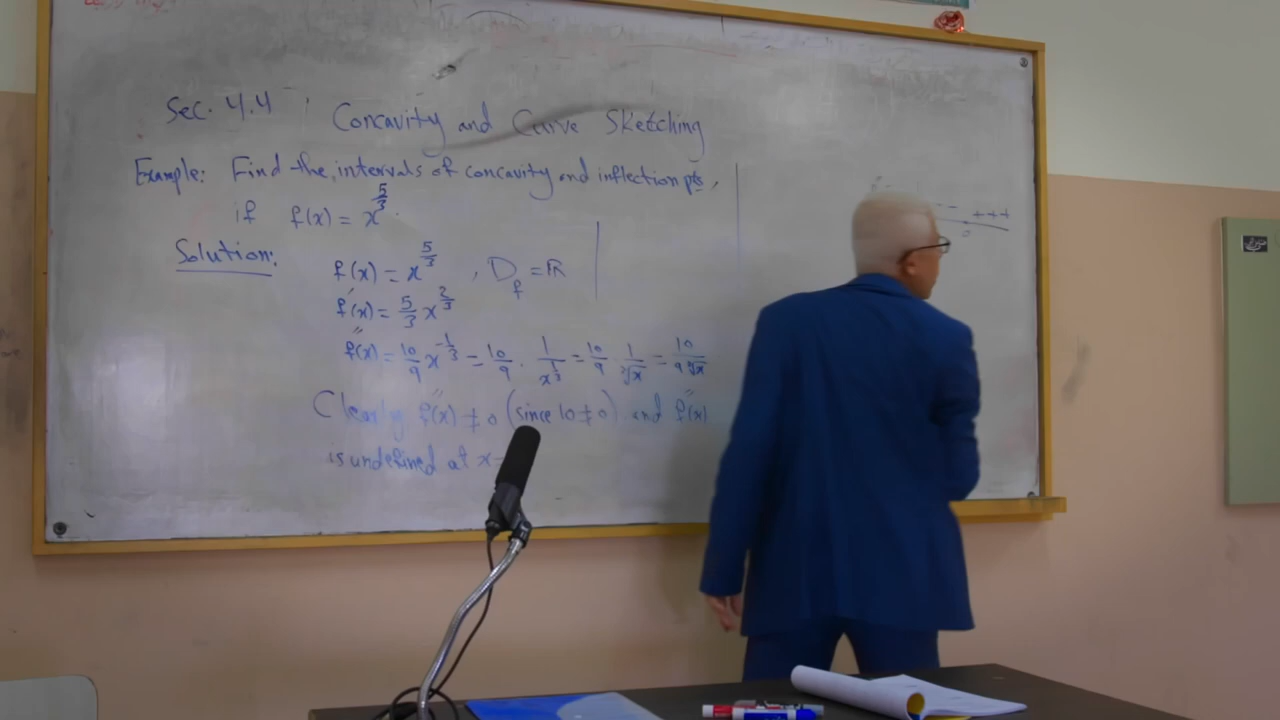 Sec. 4.4 Concavity and Curve Sketching
Example: Find the intervals of concavity and inflection pts,
if f(x) = x^{5/3}.
Solution:
f(x) = x^{5/3} , D_f = ℝ
f'(x) = 5/3 x^{2/3}
f''(x) = 10/9 x^{-1/3} = 10/9 . 1/x^{1/3} = 10/9 . 1/∛x = 10/9∛x
Clearly f''(x) ≠ 0 (since 10 ≠ 0) and f''(x)
is undefined at x =
-- +++
0